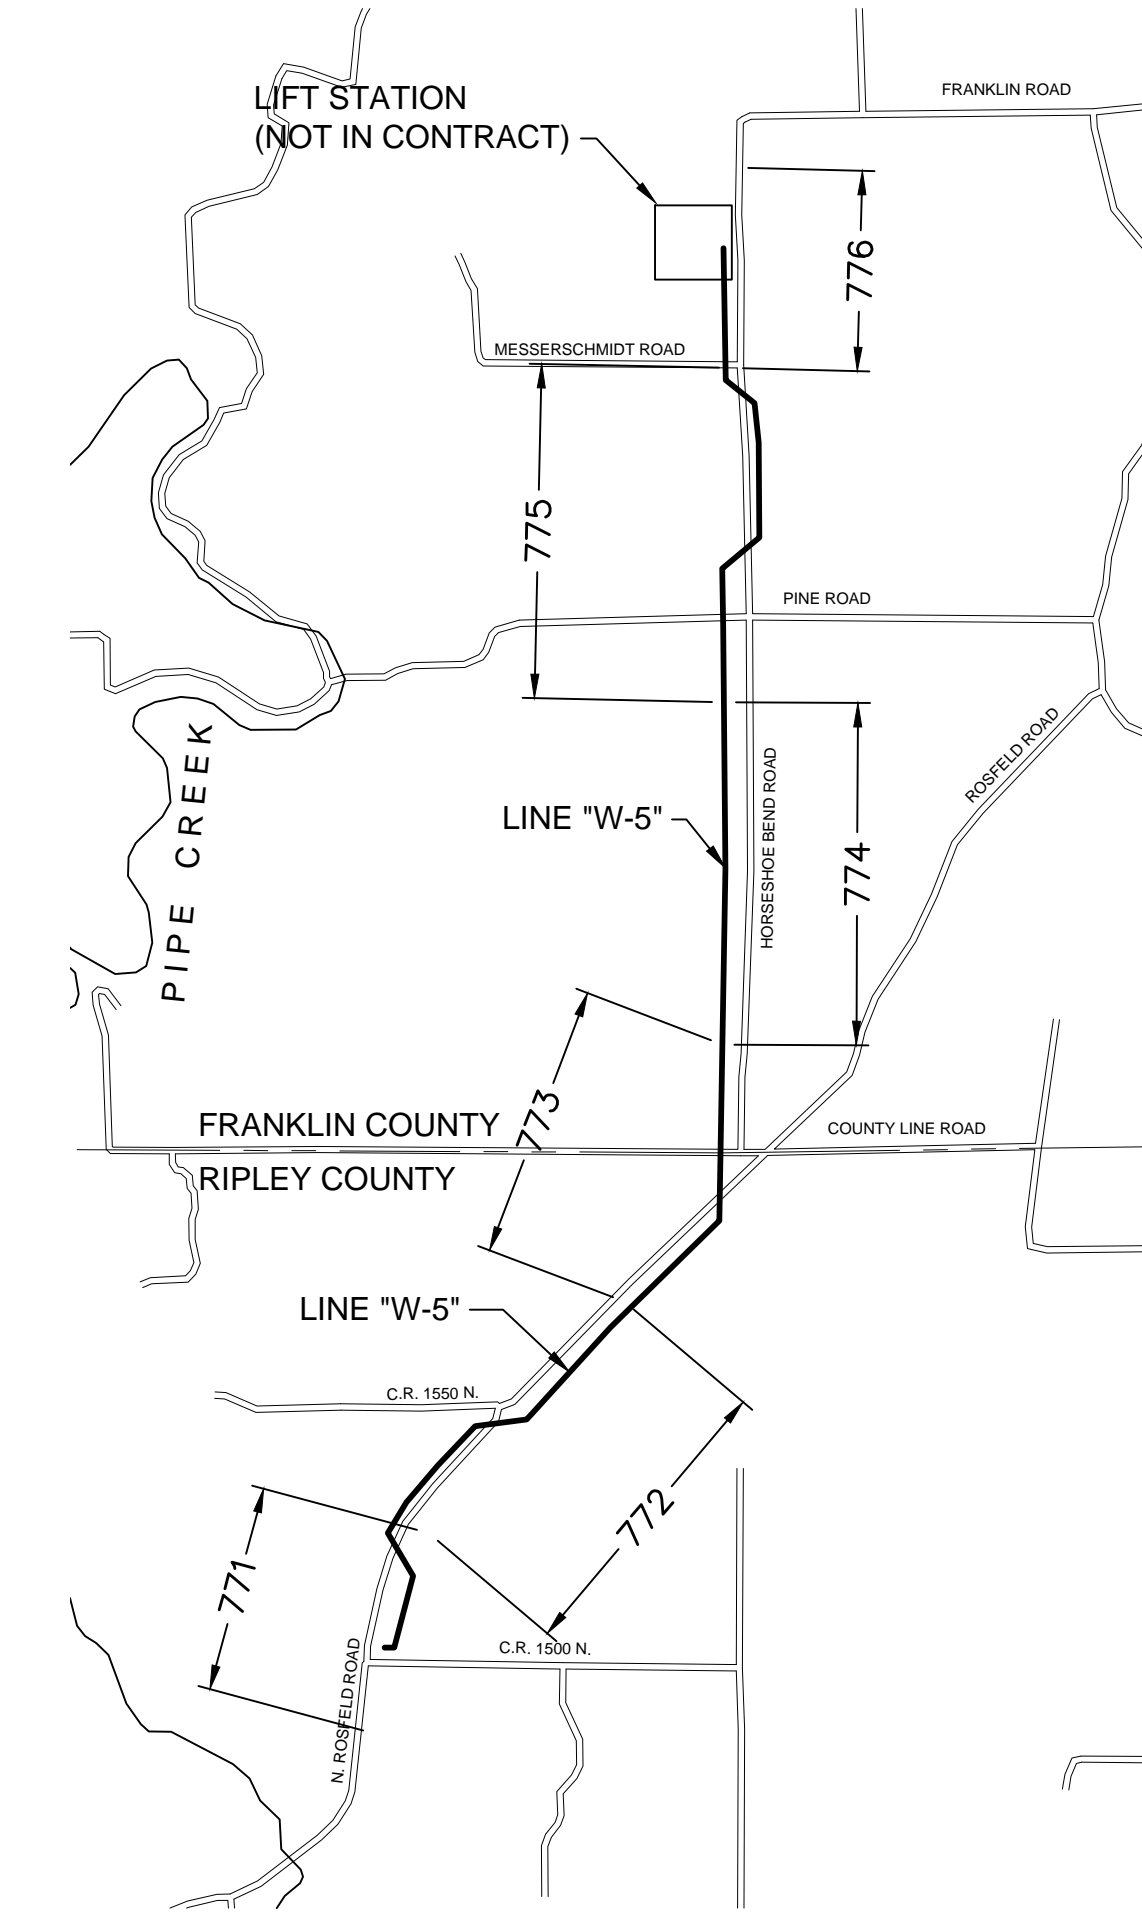 FRANKLIN ROAD
LIFT STATION
(NOT IN CONTRACT)
776
MESSERSCHMIDT ROAD
775
PINE ROAD
ROSFELD ROAD
PIPE CREEK
HORSESHOE BEND ROAD
LINE "W-5"
774
773
FRANKLIN COUNTY
COUNTY LINE ROAD
RIPLEY COUNTY
LINE "W-5"
C.R. 1550 N.
772
771
C.R. 1500 N.
N. ROSFELD ROAD